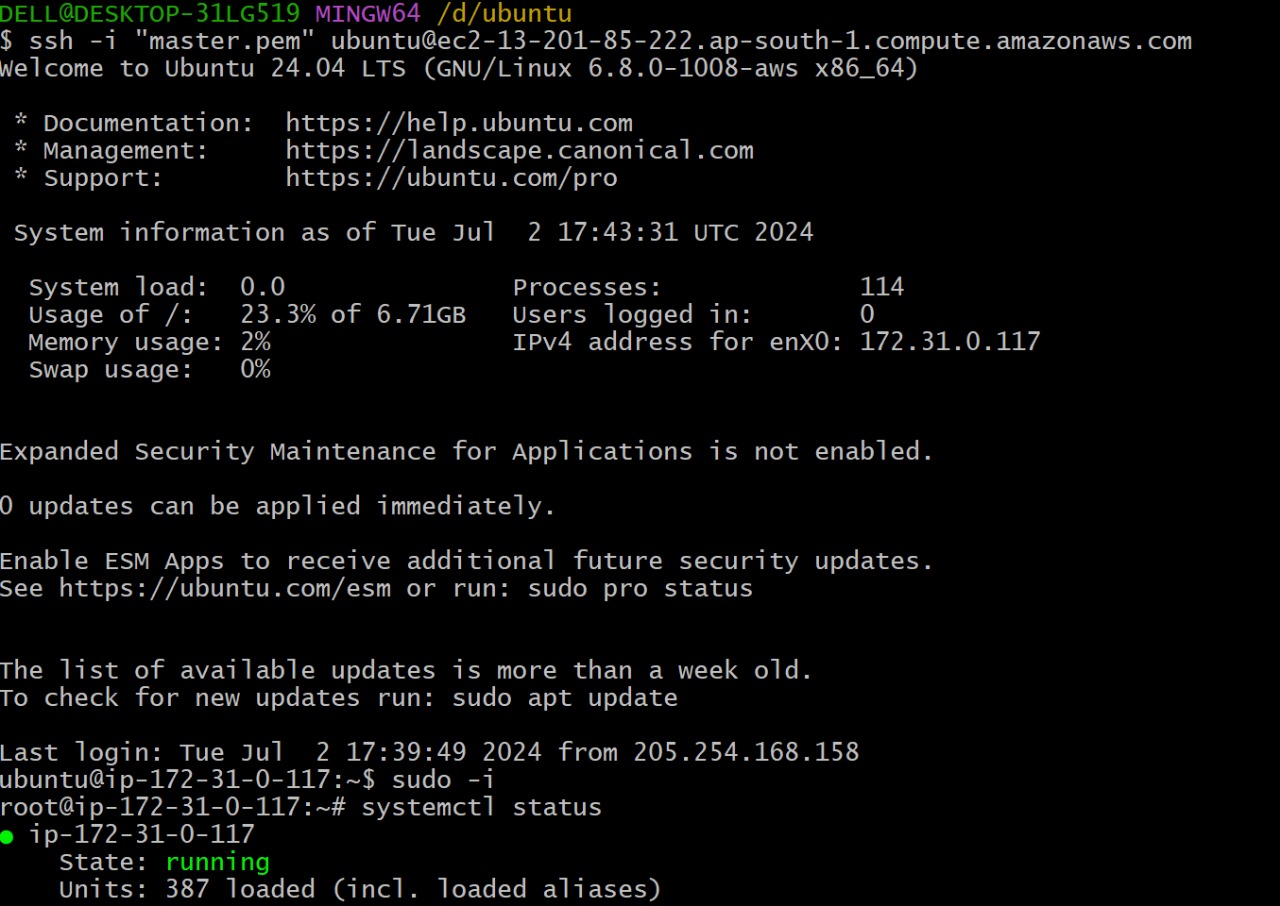 DELL@DESKTOP-31LG519 MINGW64 /d/ubuntu
$ ssh -i "master.pem" ubuntu@ec2-13-201-85-222.ap-south-1.compute.amazonaws.com
Welcome to Ubuntu 24.04 LTS (GNU/Linux 6.8.0-1008-aws x86_64)

 * Documentation:  https://help.ubuntu.com
 * Management:     https://landscape.canonical.com
 * Support:        https://ubuntu.com/pro

 System information as of Tue Jul  2 17:43:31 UTC 2024

  System load:  0.0               Processes:             114
  Usage of /:   23.3% of 6.71GB   Users logged in:       0
  Memory usage: 2%                IPv4 address for enX0: 172.31.0.117
  Swap usage:   0%

Expanded Security Maintenance for Applications is not enabled.

0 updates can be applied immediately.

Enable ESM Apps to receive additional future security updates.
See https://ubuntu.com/esm or run: sudo pro status

The list of available updates is more than a week old.
To check for new updates run: sudo apt update

Last login: Tue Jul  2 17:39:49 2024 from 205.254.168.158
ubuntu@ip-172-31-0-117:~$ sudo -i
root@ip-172-31-0-117:~# systemctl status
● ip-172-31-0-117
    State: running
    Units: 387 loaded (incl. loaded aliases)